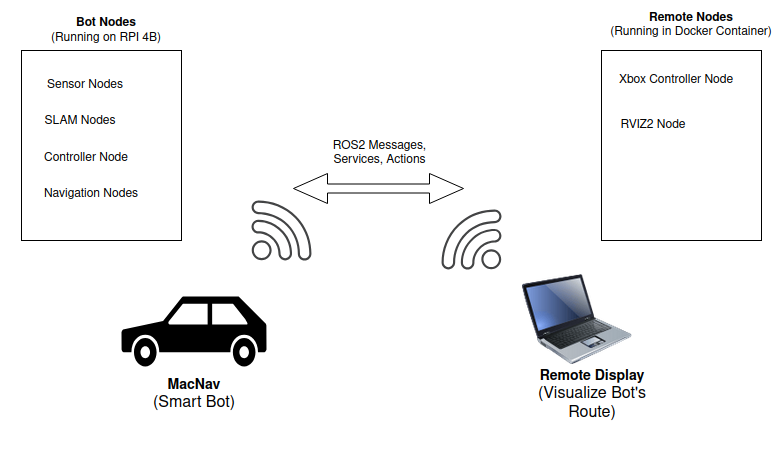 Bot Nodes
(Running on RPI 4B)
Sensor Nodes
SLAM Nodes
Controller Node
Navigation Nodes
ROS2 Messages,
Services, Actions
Remote Nodes
(Running in Docker Container)
Xbox Controller Node
RVIZ2 Node
MacNav
(Smart Bot)
Remote Display
(Visualize Bot's
Route)